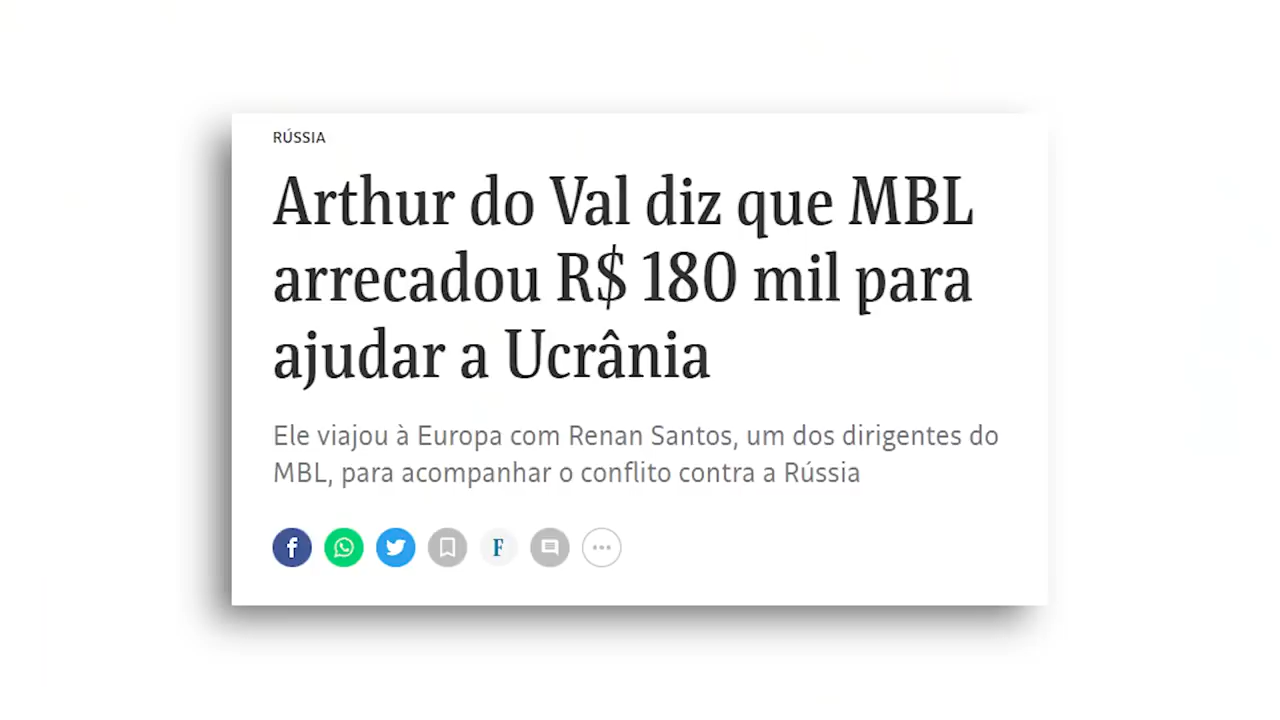 RÚSSIA
Arthur do Val diz que MBL
arrecadou R$ 180 mil para
ajudar a Ucrânia
Ele viajou à Europa com Renan Santos, um dos dirigentes do
MBL, para acompanhar o conflito contra a Rússia
f F